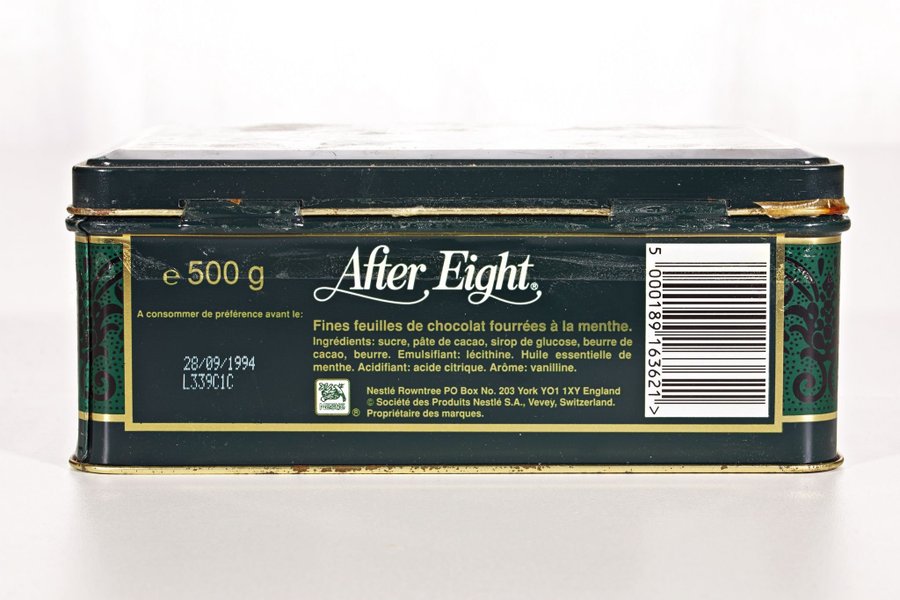 e 500 g
After Eight®
A consommer de préférence avant le:
28/09/1994
L339C1C
Fines feuilles de chocolat fourrées à la menthe.
Ingrédients: sucre, pâte de cacao, sirop de glucose, beurre de
cacao, beurre. Emulsifiant: lécithine. Huile essentielle de
menthe. Acidifiant: acide citrique. Arôme: vanilline.
®
Nestlé Rowntree PO Box No. 203 York YO1 1XY England
© Société des Produits Nestlé S.A., Vevey, Switzerland.
Propriétaire des marques.
5 000189 163621 >